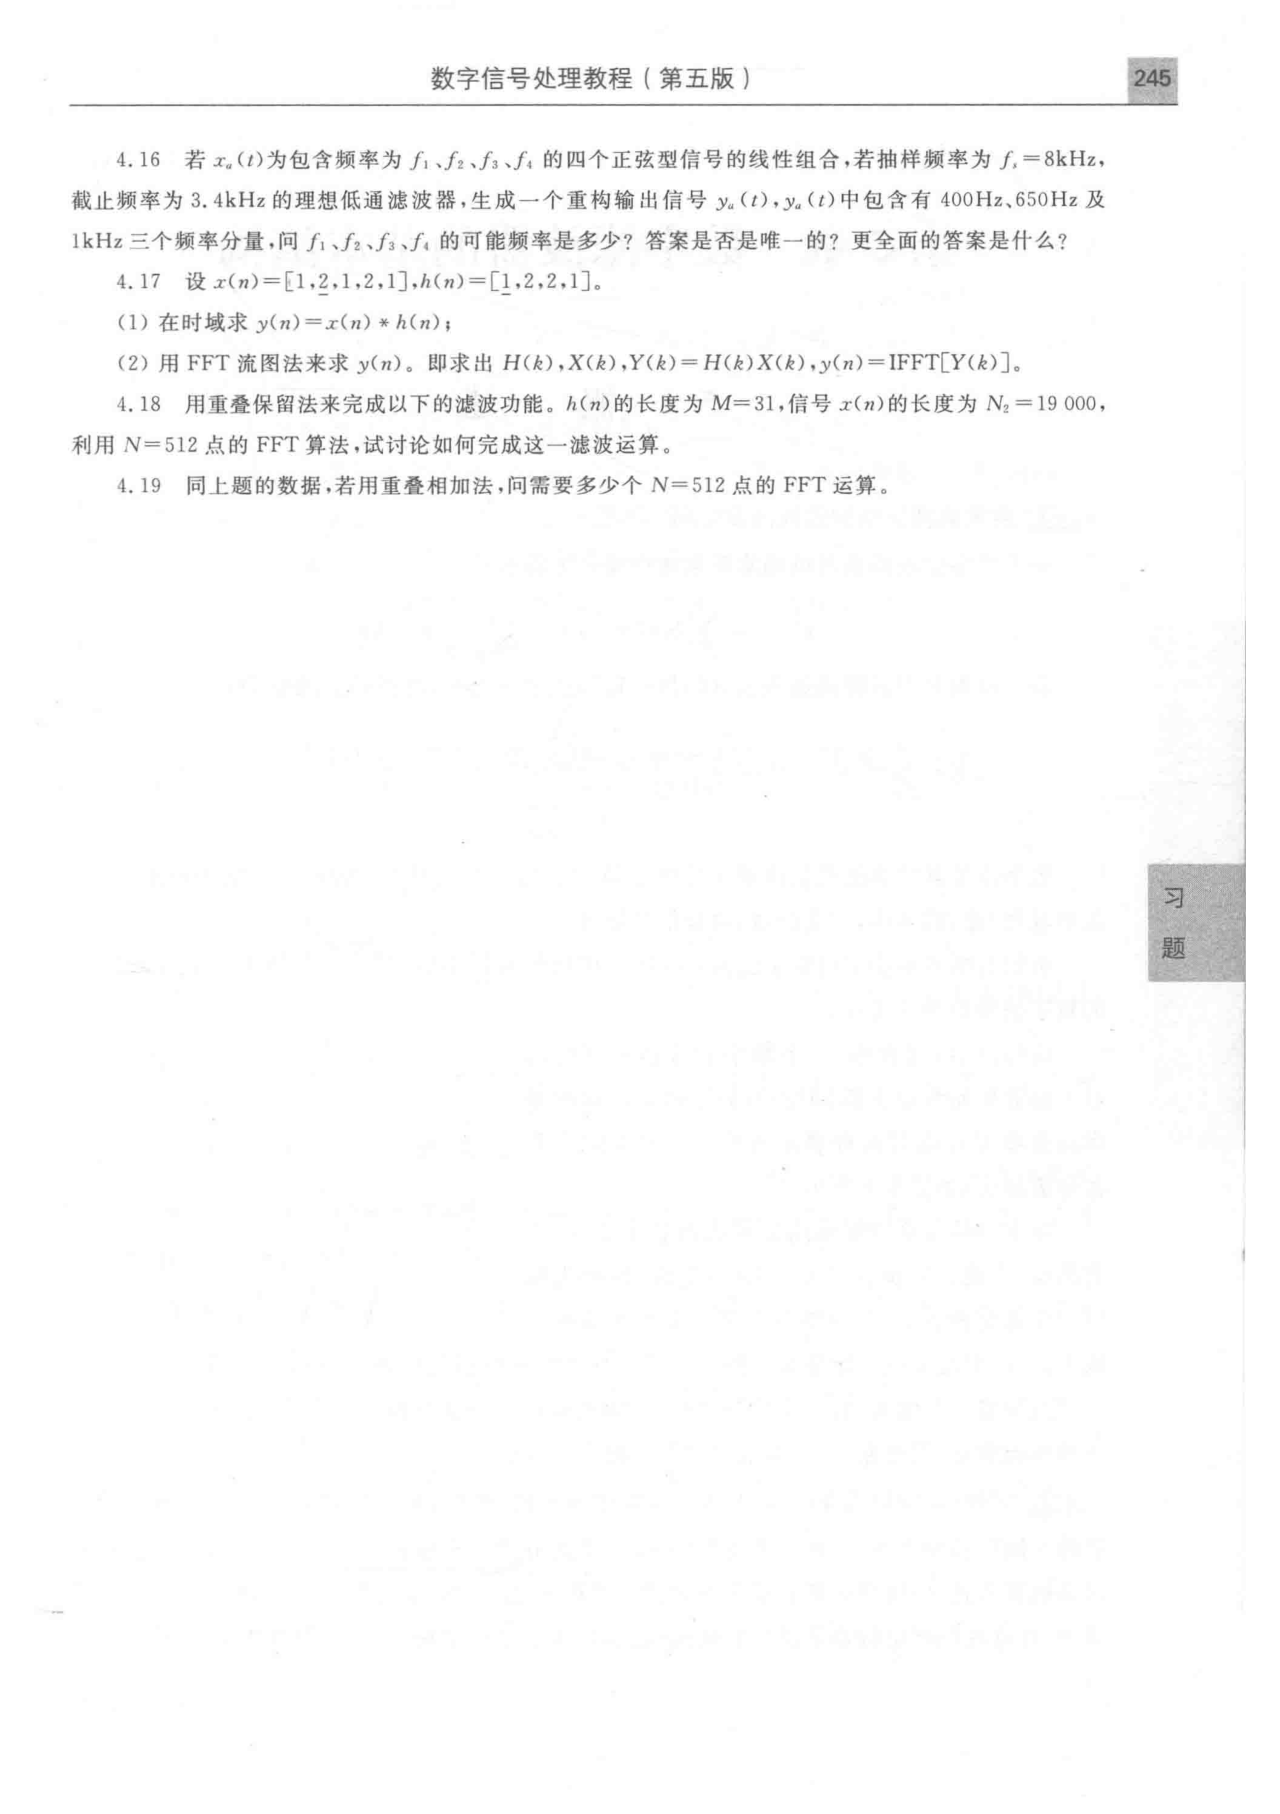 数字信号处理教程(第五版)
245
4.16 若 xₐ(t)为包含频率为 f₁、f₂、f₃、f₄ 的四个正弦型信号的线性组合,若抽样频率为 fₛ=8kHz,
截止频率为 3.4kHz 的理想低通滤波器,生成一个重构输出信号 yₐ(t),yₐ(t)中包含有 400Hz、650Hz 及
1kHz 三个频率分量,问 f₁、f₂、f₃、f₄ 的可能频率是多少? 答案是否是唯一的? 更全面的答案是什么?
4.17 设 x(n)=[1,2,1,2,1],h(n)=[1,2,2,1]。
(1) 在时域求 y(n)=x(n) * h(n);
(2) 用 FFT 流图法来求 y(n)。即求出 H(k),X(k),Y(k)=H(k)X(k),y(n)=IFFT[Y(k)]。
4.18 用重叠保留法来完成以下的滤波功能。h(n)的长度为 M=31,信号 x(n)的长度为 N₂=19 000,
利用 N=512 点的 FFT 算法,试讨论如何完成这一滤波运算。
4.19 同上题的数据,若用重叠相加法,问需要多少个 N=512 点的 FFT 运算。
习
题